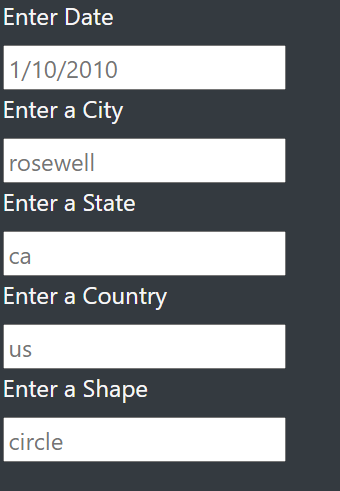 Enter Date
1/10/2010
Enter a City
rosewell
Enter a State
ca
Enter a Country
us
Enter a Shape
circle